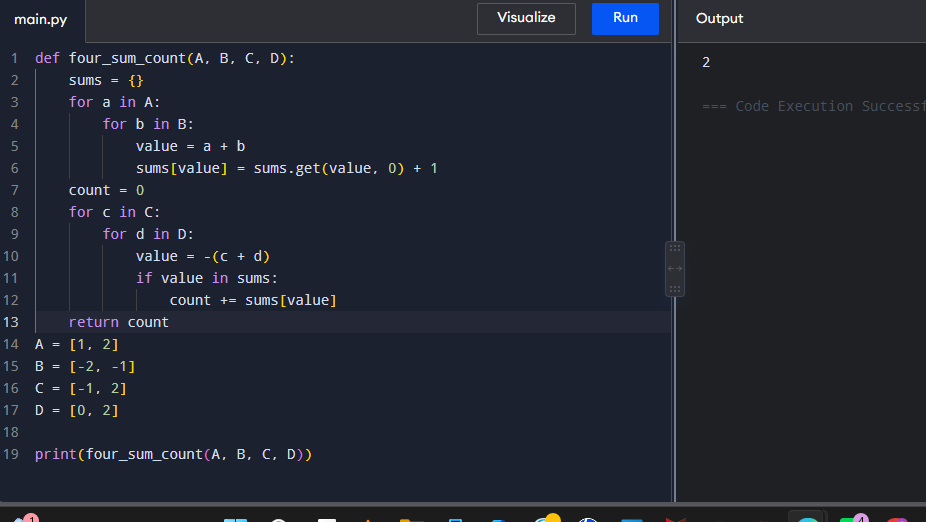 main.py
Visualize
Run
Output
1 def four_sum_count(A, B, C, D):
2     sums = {}
3     for a in A:
4         for b in B:
5             value = a + b
6             sums[value] = sums.get(value, 0) + 1
7     count = 0
8     for c in C:
9         for d in D:
10             value = -(c + d)
11             if value in sums:
12                 count += sums[value]
13     return count
14 A = [1, 2]
15 B = [-2, -1]
16 C = [-1, 2]
17 D = [0, 2]
18
19 print(four_sum_count(A, B, C, D))
2
=== Code Execution Successf
1
4